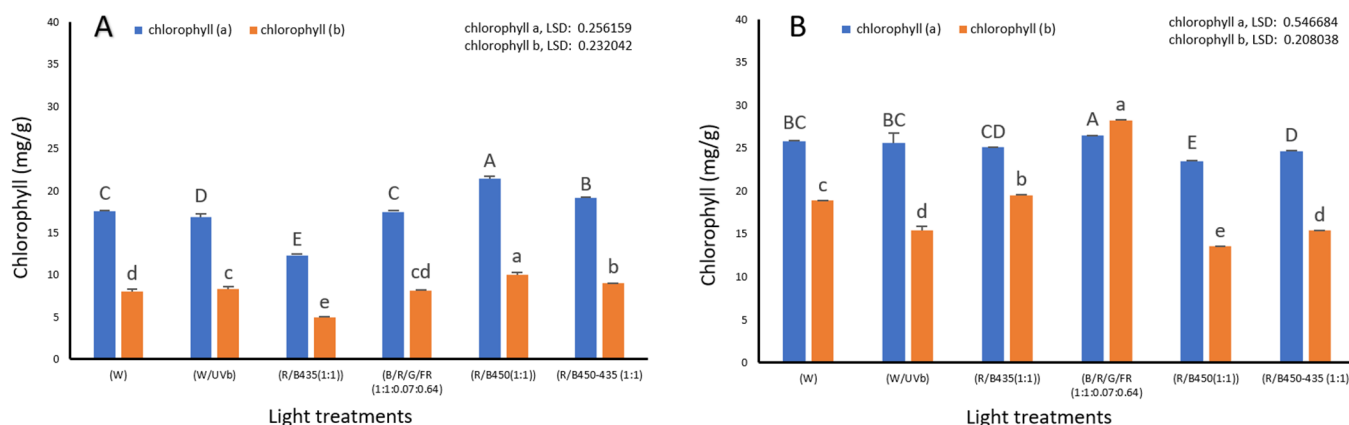 A
chlorophyll (a) chlorophyll (b)
chlorophyll a, LSD: 0.256159
chlorophyll b, LSD: 0.232042
Chlorophyll (mg/g)
40
35
30
25
20
15
10
5
0
C d D c E e C cd A a B b
(W) (W/UVb) (R/B435(1:1)) (B/R/G/FR (R/B450(1:1)) (R/B450-435 (1:1)
(1:1:0.07:0.64)
Light treatments
B
chlorophyll (a) chlorophyll (b)
chlorophyll a, LSD: 0.546684
chlorophyll b, LSD: 0.208038
Chlorophyll (mg/g)
40
35
30
25
20
15
10
5
0
BC c BC d CD b A a E e D d
(W) (W/UVb) (R/B435(1:1)) (B/R/G/FR (R/B450(1:1)) (R/B450-435 (1:1)
(1:1:0.07:0.64)
Light treatments